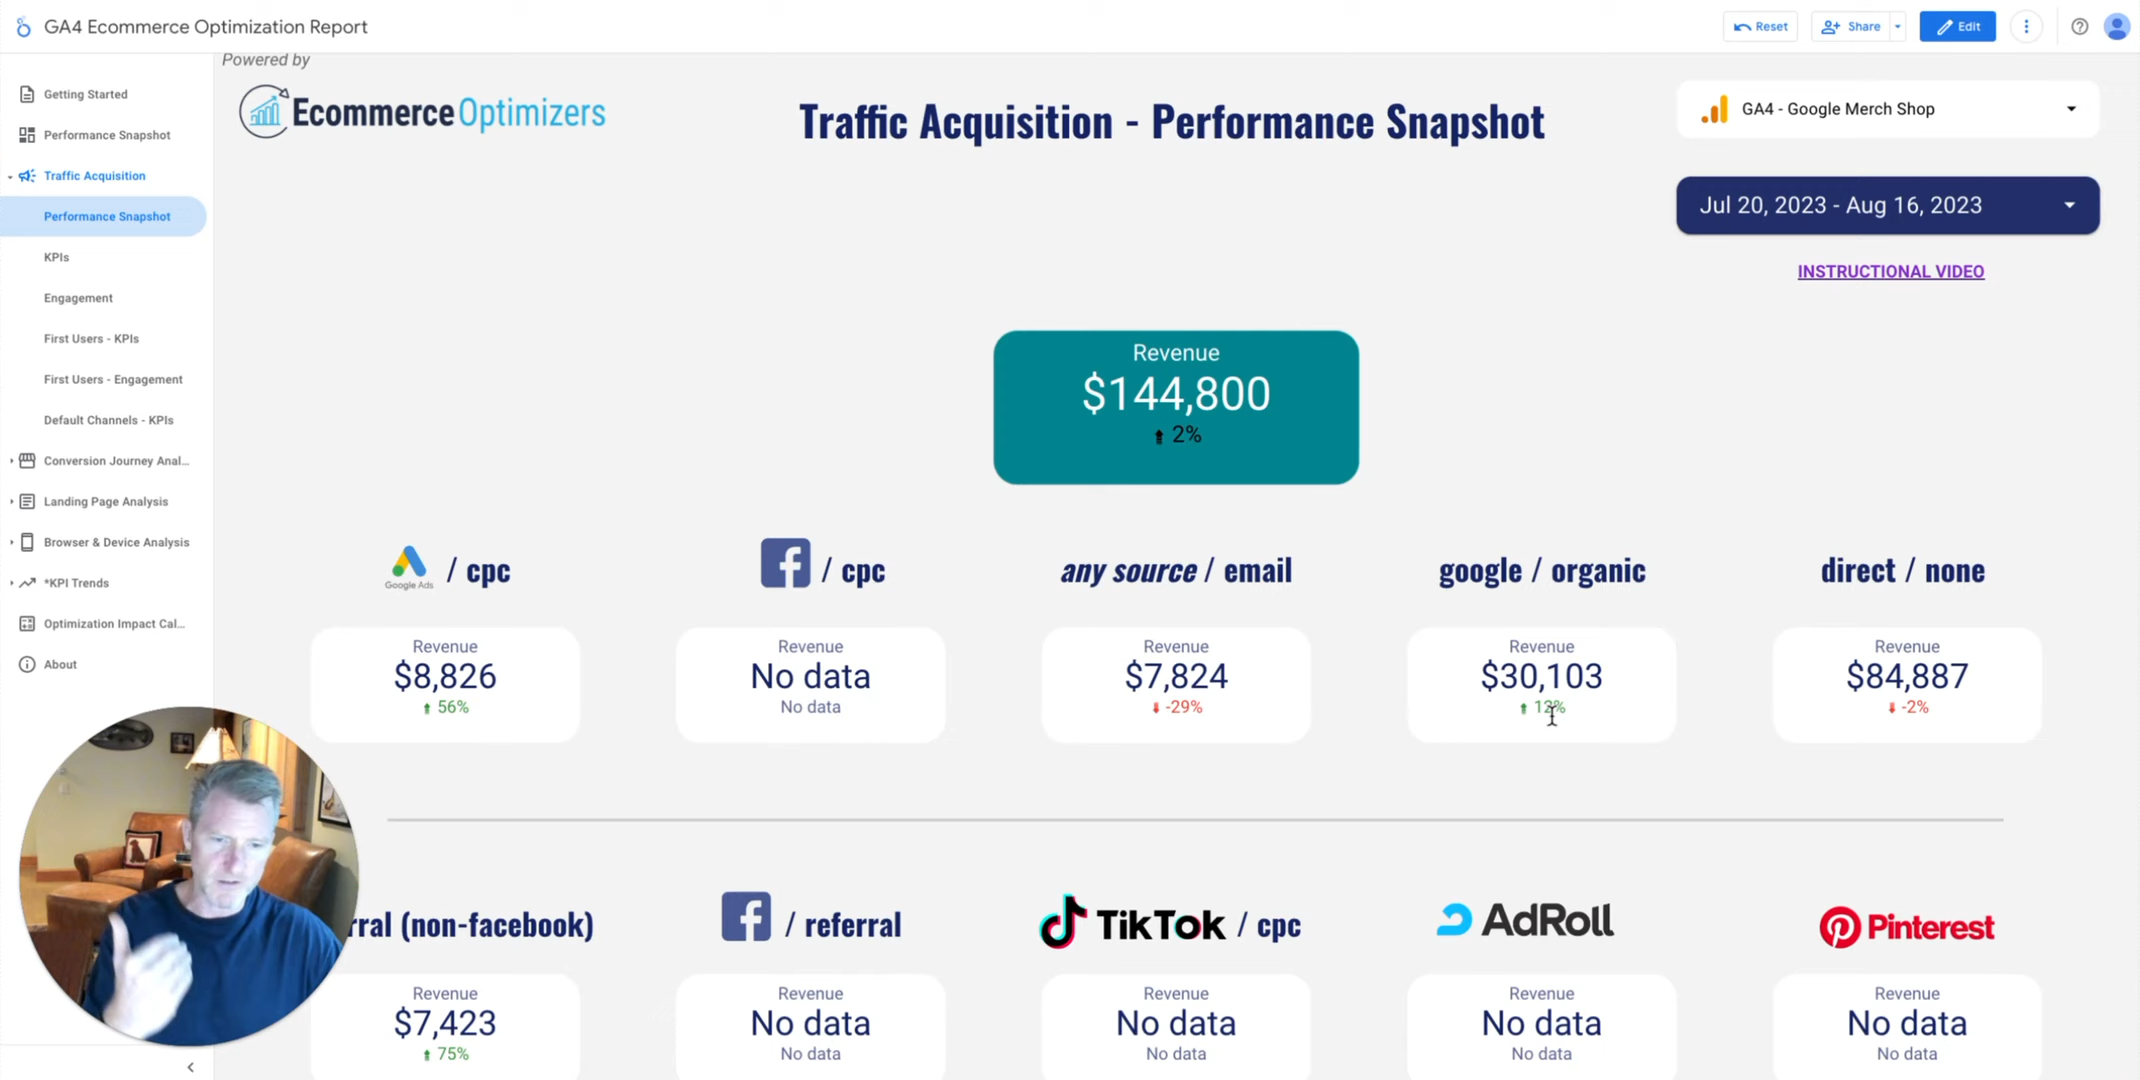 GA4 Ecommerce Optimization Report
Reset
Share
Edit
Getting Started
Performance Snapshot
Traffic Acquisition
Performance Snapshot
KPIs
Engagement
First Users - KPIs
First Users - Engagement
Default Channels - KPIs
Conversion Journey Anal...
Landing Page Analysis
Browser & Device Analysis
*KPI Trends
Optimization Impact Cal...
About
Powered by
EcommerceOptimizers
Traffic Acquisition - Performance Snapshot
GA4 - Google Merch Shop
Jul 20, 2023 - Aug 16, 2023
INSTRUCTIONAL VIDEO
Revenue
$144,800
2%
Google Ads / cpc
/ cpc
any source / email
google / organic
direct / none
Revenue
$8,826
56%
Revenue
No data
No data
Revenue
$7,824
-29%
Revenue
$30,103
12%
Revenue
$84,887
-2%
rral (non-facebook)
/ referral
TikTok / cpc
AdRoll
Pinterest
Revenue
$7,423
75%
Revenue
No data
No data
Revenue
No data
No data
Revenue
No data
No data
Revenue
No data
No data